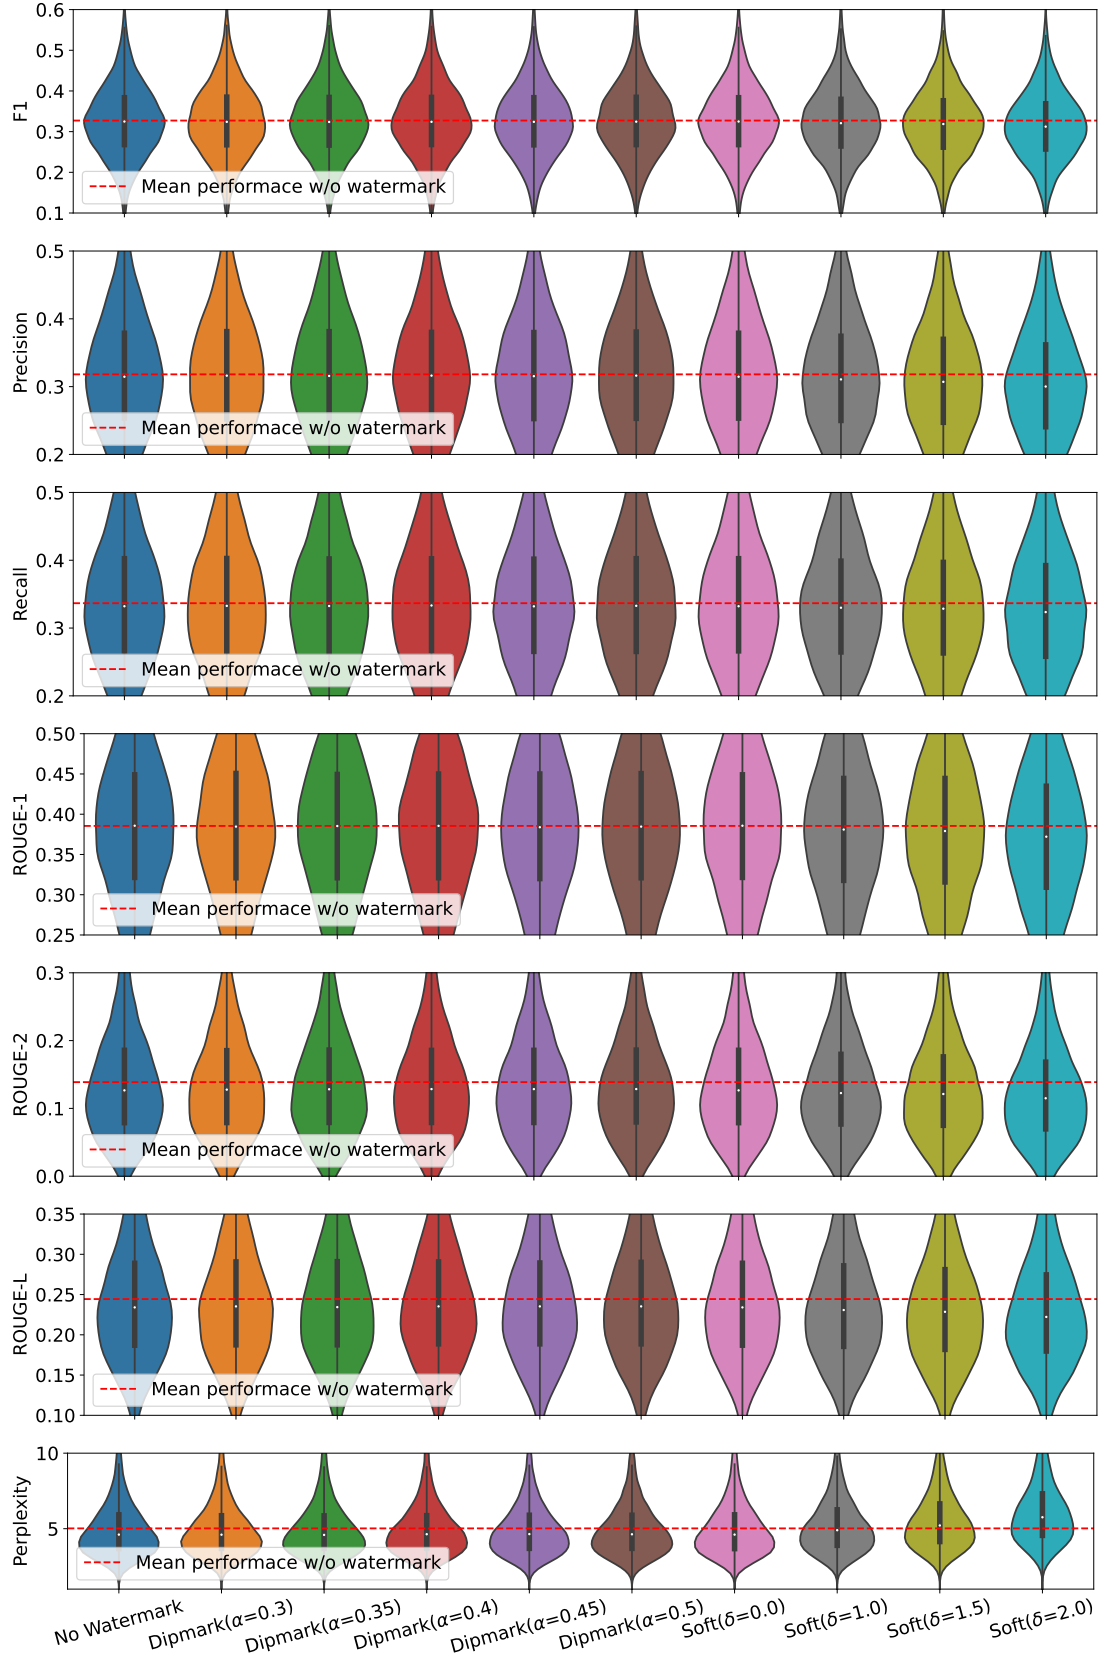 0.6
0.5
0.4
0.3
0.2
0.1
F1
Mean performace w/o watermark
0.5
0.4
0.3
0.2
Precision
Mean performace w/o watermark
0.5
0.4
0.3
0.2
Recall
Mean performace w/o watermark
0.50
0.45
0.40
0.35
0.30
0.25
ROUGE-1
Mean performace w/o watermark
0.3
0.2
0.1
0.0
ROUGE-2
Mean performace w/o watermark
0.35
0.30
0.25
0.20
0.15
0.10
ROUGE-L
Mean performace w/o watermark
10
5
Perplexity
Mean performace w/o watermark
No Watermark
Dipmark(α=0.3)
Dipmark(α=0.35)
Dipmark(α=0.4)
Dipmark(α=0.45)
Dipmark(α=0.5)
Soft(δ=0.0)
Soft(δ=1.0)
Soft(δ=1.5)
Soft(δ=2.0)